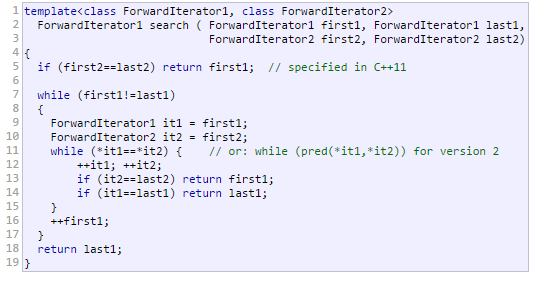 1 template<class ForwardIterator1, class ForwardIterator2>
2   ForwardIterator1 search ( ForwardIterator1 first1, ForwardIterator1 last1,
3                             ForwardIterator2 first2, ForwardIterator2 last2)
4 {
5   if (first2==last2) return first1;  // specified in C++11
6
7   while (first1!=last1)
8   {
9     ForwardIterator1 it1 = first1;
10     ForwardIterator2 it2 = first2;
11     while (*it1==*it2) {    // or: while (pred(*it1,*it2)) for version 2
12         ++it1; ++it2;
13         if (it2==last2) return first1;
14         if (it1==last1) return last1;
15     }
16     ++first1;
17   }
18   return last1;
19 }